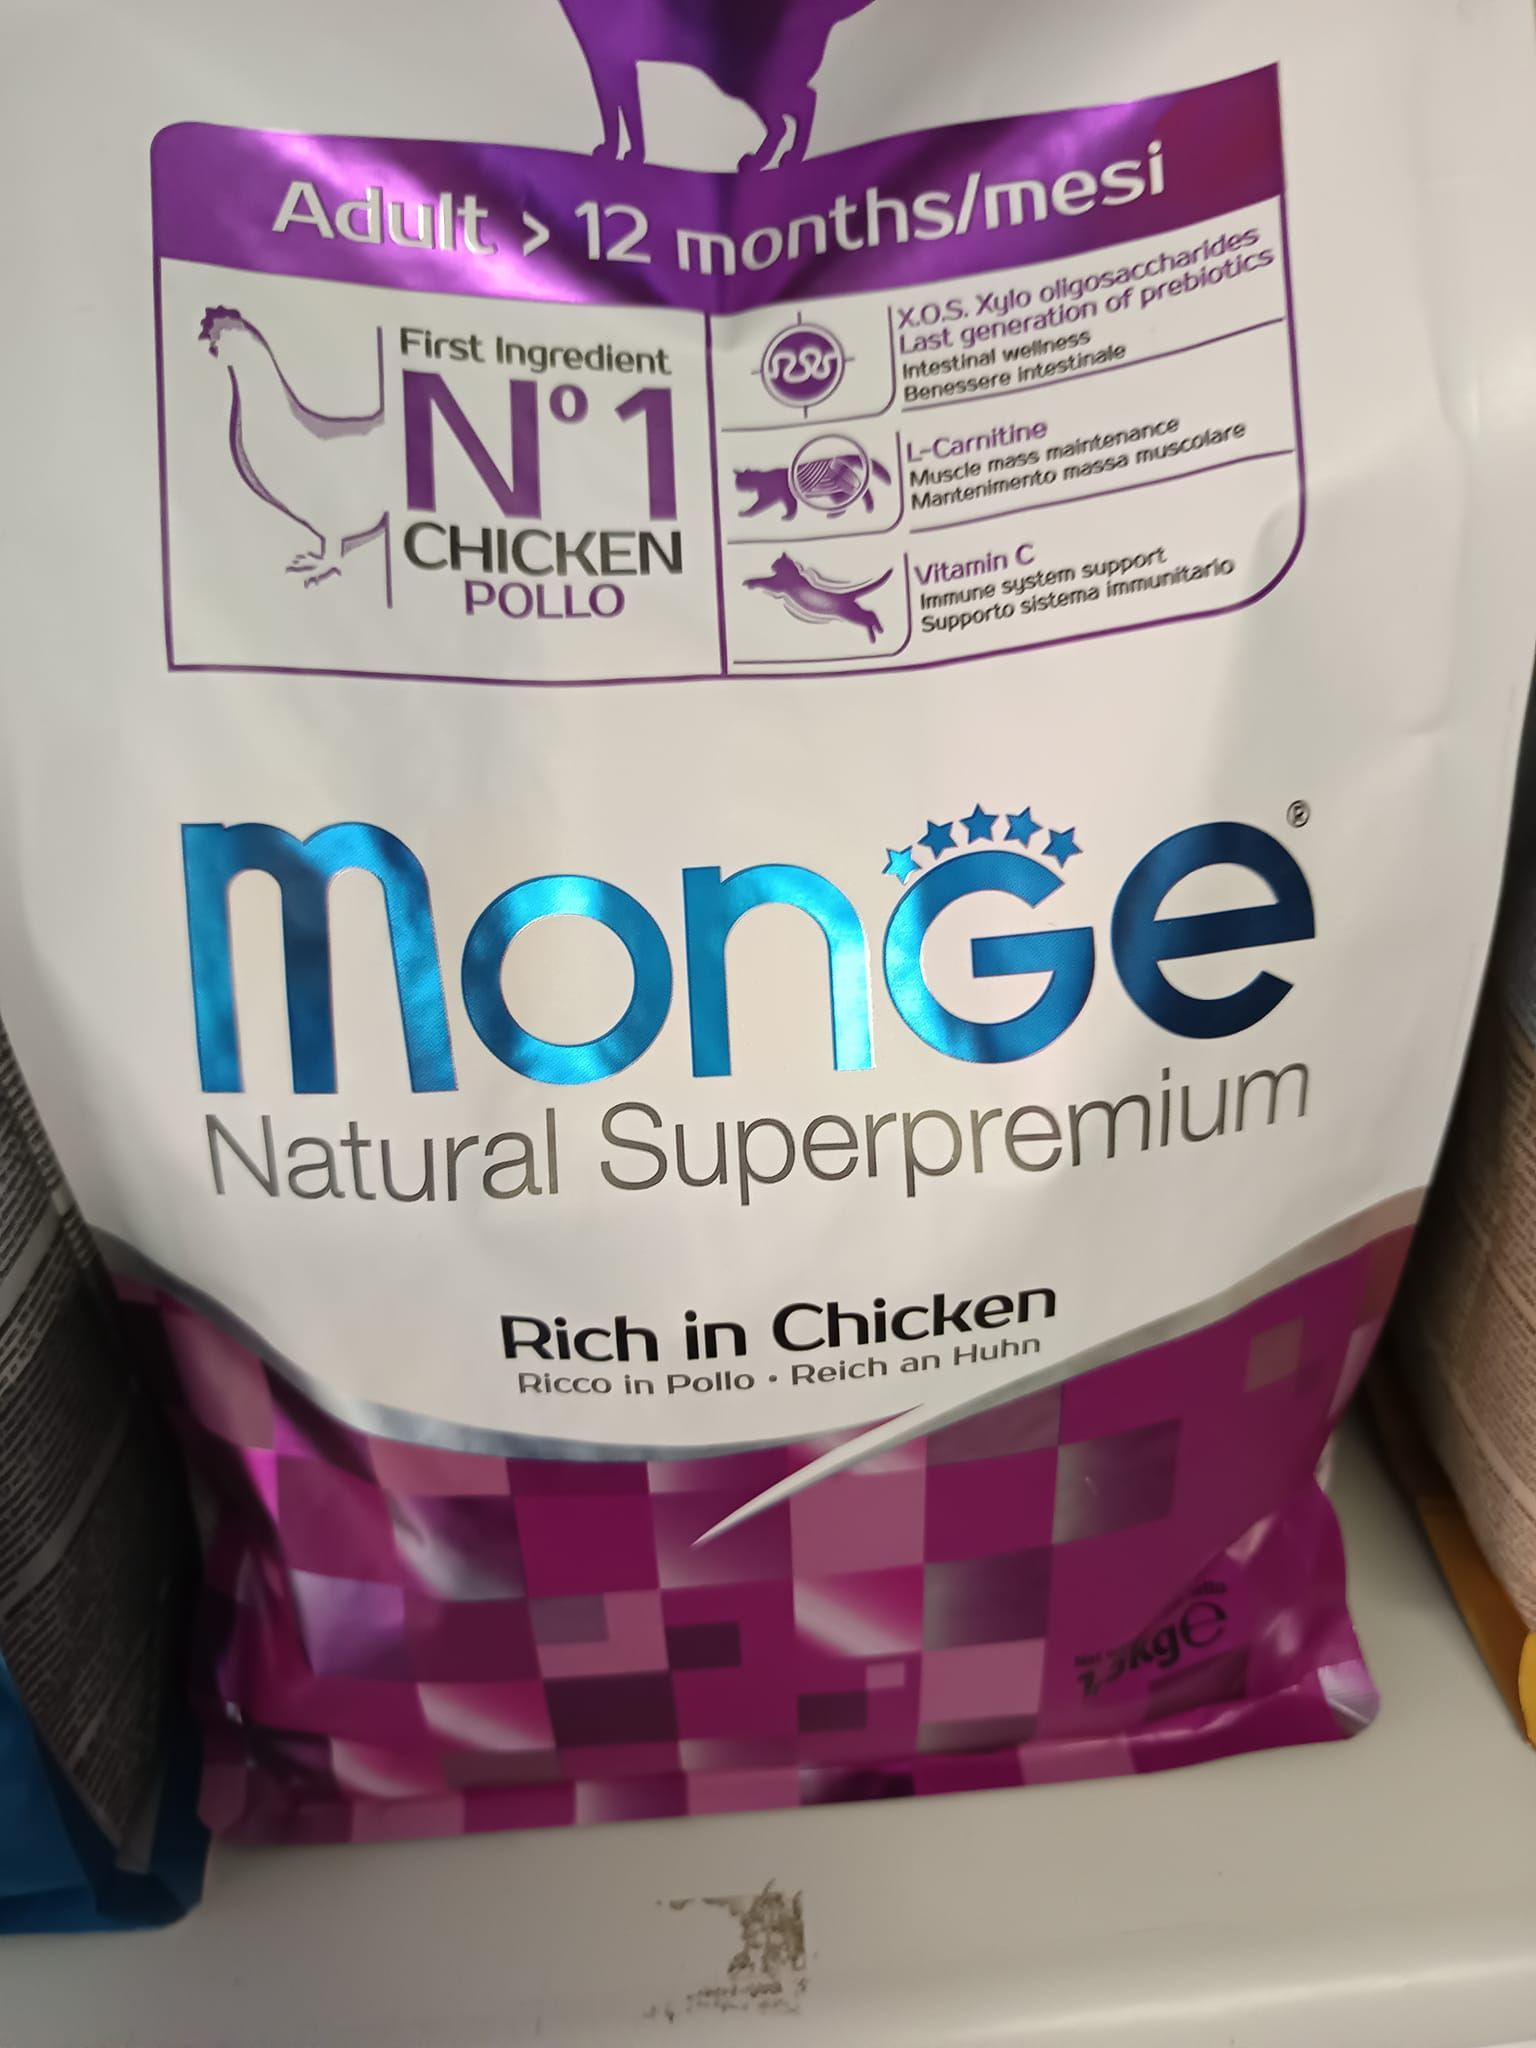 Adult > 12 months/mesi
First Ingredient
N° 1
CHICKEN
POLLO
X.O.S. Xylo oligosaccharides
Last generation of prebiotics
Intestinal wellness
Benessere intestinale
L-Carnitine
Muscle mass maintenance
Mantenimento massa muscolare
Vitamin C
Immune system support
Supporto sistema immunitario
monGe®
Natural Superpremium
Rich in Chicken
Ricco in Pollo • Reich an Huhn
Net
kg℮